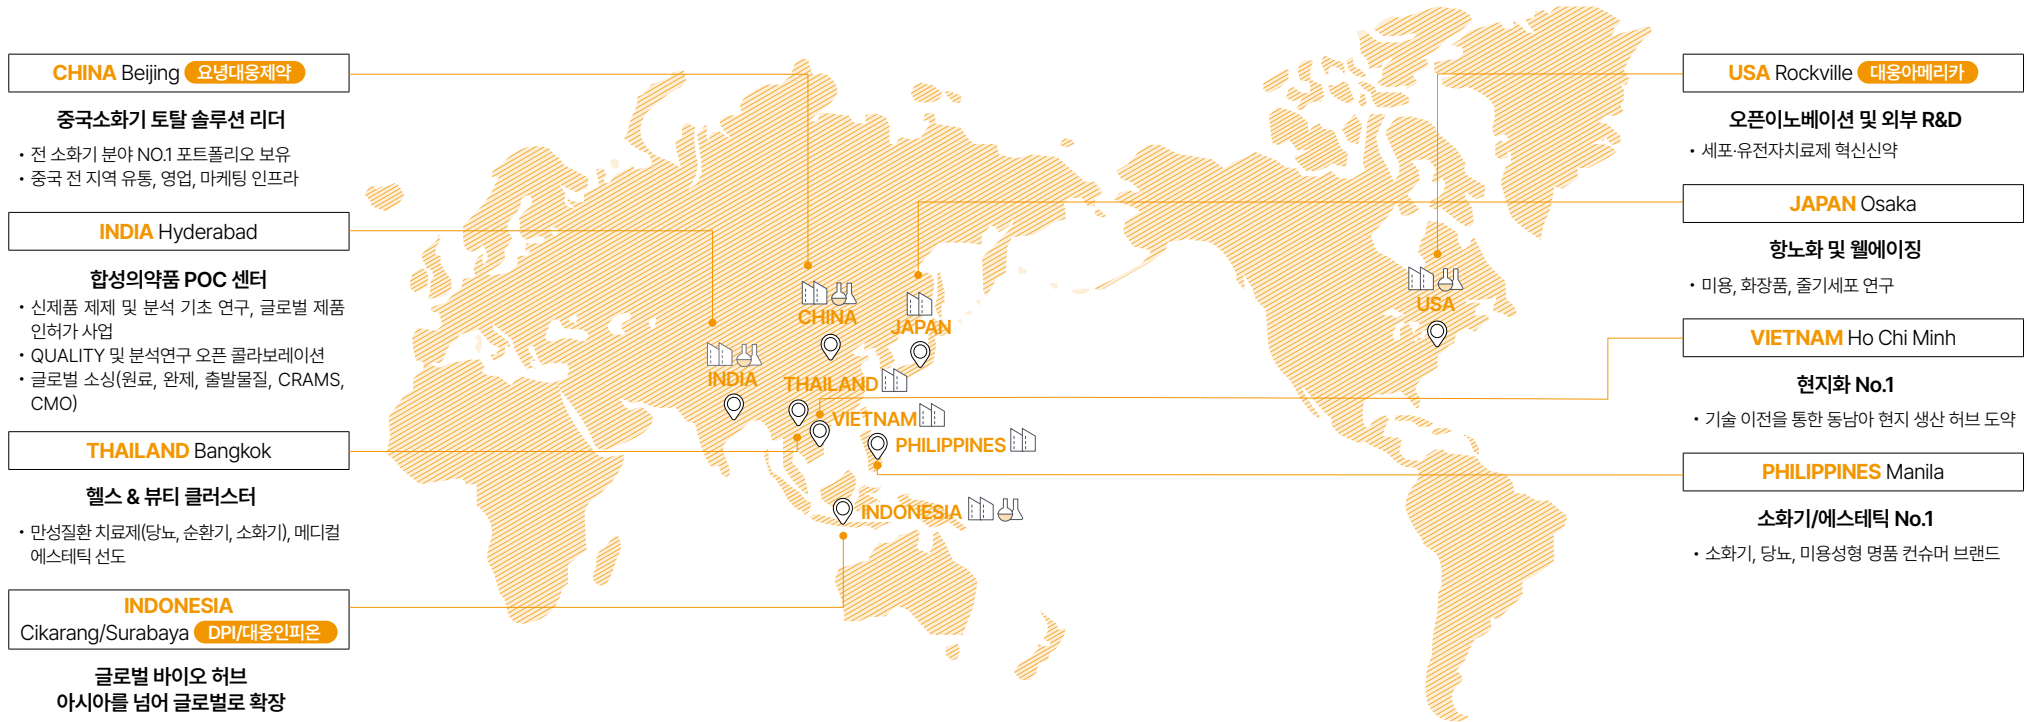 CHINA Beijing 요녕대웅제약
중국소화기 토탈 솔루션 리더
• 전 소화기 분야 NO.1 포트폴리오 보유
• 중국 전 지역 유통, 영업, 마케팅 인프라
INDIA Hyderabad
합성의약품 POC 센터
• 신제품 제제 및 분석 기초 연구, 글로벌 제품
인허가 사업
• QUALITY 및 분석연구 오픈 콜라보레이션
• 글로벌 소싱(원료, 완제, 출발물질, CRAMS,
CMO)
THAILAND Bangkok
헬스 & 뷰티 클러스터
• 만성질환 치료제(당뇨, 순환기, 소화기), 메디컬
에스테틱 선도
INDONESIA
Cikarang/Surabaya DPI/대웅인피온
글로벌 바이오 허브
아시아를 넘어 글로벌로 확장
CHINA
JAPAN
INDIA
THAILAND
VIETNAM
PHILIPPINES
INDONESIA
USA
USA Rockville 대웅아메리카
오픈이노베이션 및 외부 R&D
• 세포·유전자치료제 혁신신약
JAPAN Osaka
항노화 및 웰에이징
• 미용, 화장품, 줄기세포 연구
VIETNAM Ho Chi Minh
현지화 No.1
• 기술 이전을 통한 동남아 현지 생산 허브 도약
PHILIPPINES Manila
소화기/에스테틱 No.1
• 소화기, 당뇨, 미용성형 명품 컨슈머 브랜드